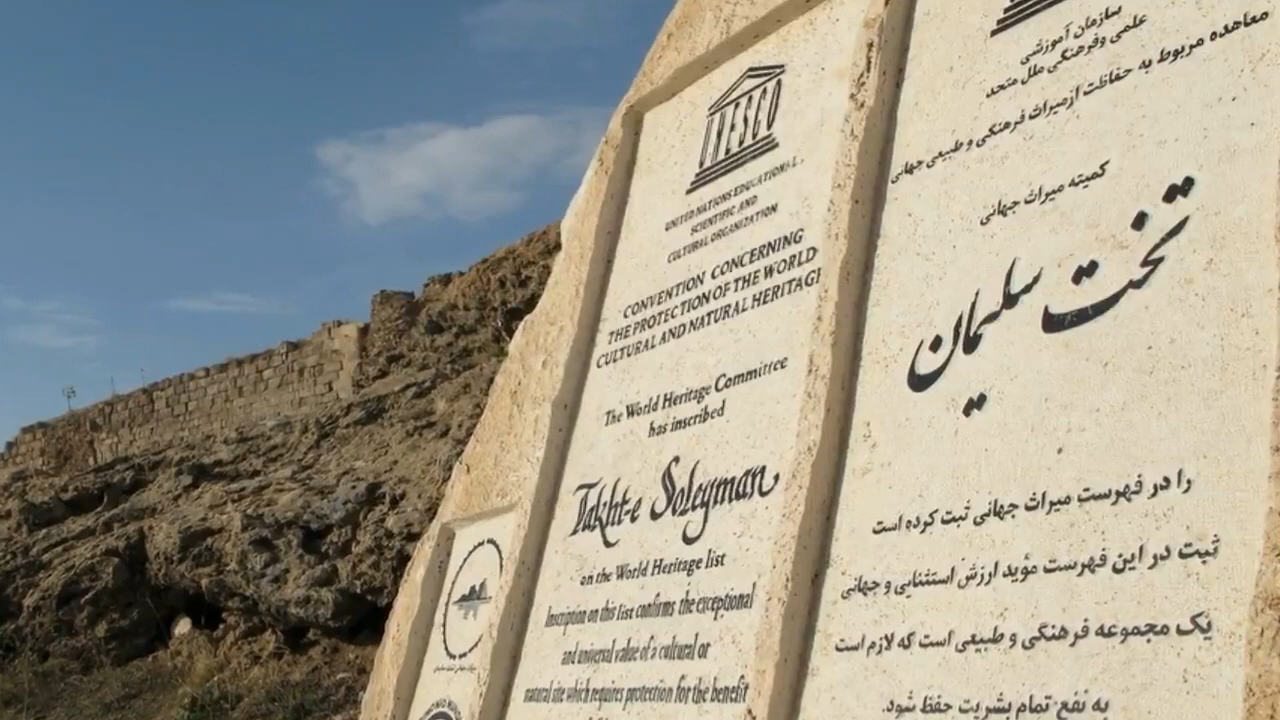 UNESCO
UNITED NATIONS EDUCATIONAL,
SCIENTIFIC AND
CULTURAL ORGANIZATION
CONVENTION CONCERNING
THE PROTECTION OF THE WORLD
CULTURAL AND NATURAL HERITAGE
The World Heritage Committee
has inscribed
Takht-e Soleyman
on the World Heritage list
Inscription on this list confirms the exceptional
and universal value of a cultural or
natural site which requires protection for the benefit
سازمان آموزشی
علمی وفرهنگی ملل متحد
معاهده مربوط به حفاظت ازمیراث فرهنگی و طبیعی جهانی
کمیته میراث جهانی
تخت سلیمان
را در فهرست میراث جهانی ثبت کرده است
ثبت در این فهرست مؤید ارزش استثنایی و جهانی
یک مجموعه فرهنگی و طبیعی است که لازم است
به نفع تمام بشریت حفظ شود.